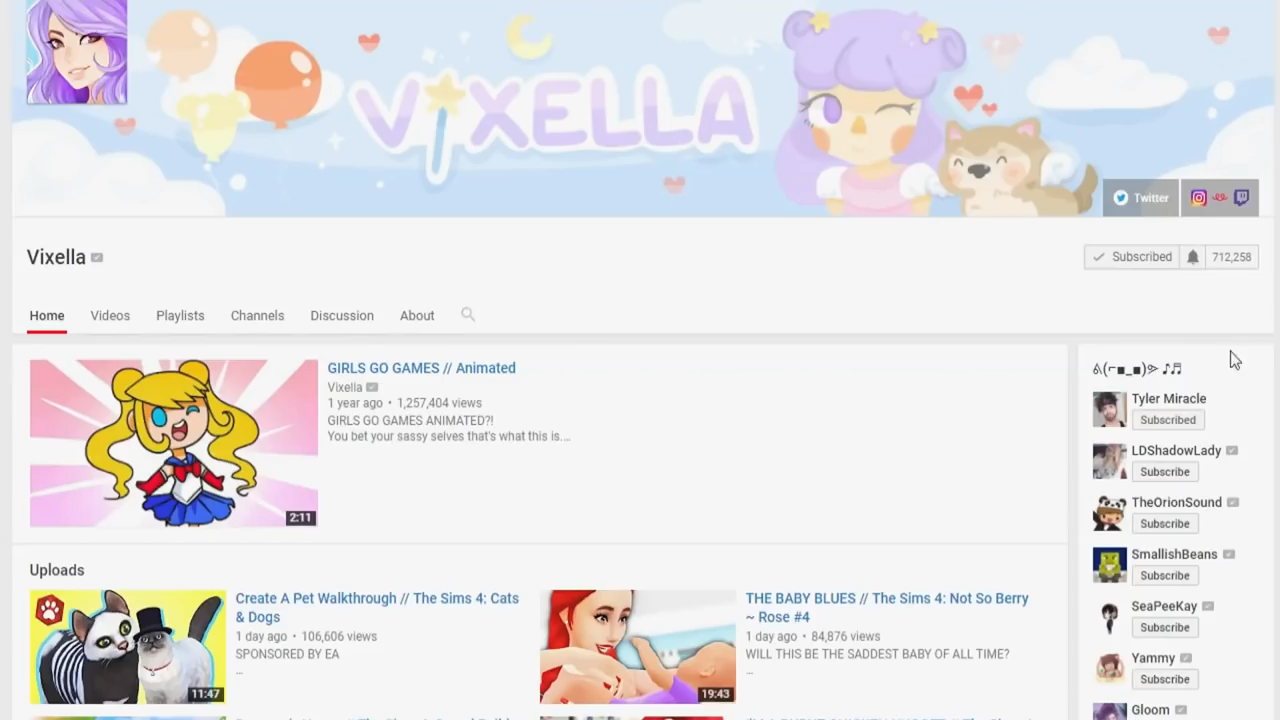 VIXELLA
Twitter
Vixella
Subscribed
712,258
Home
Videos
Playlists
Channels
Discussion
About
GIRLS GO GAMES // Animated
Vixella
1 year ago • 1,257,404 views
GIRLS GO GAMES ANIMATED?!
You bet your sassy selves that's what this is...
2:11
Tyler Miracle
Subscribed
LDShadowLady
Subscribe
TheOrionSound
Subscribe
SmallishBeans
Subscribe
SeaPeeKay
Subscribe
Yammy
Subscribe
Gloom
Uploads
Create A Pet Walkthrough // The Sims 4: Cats
& Dogs
1 day ago • 106,606 views
SPONSORED BY EA
...
11:47
THE BABY BLUES // The Sims 4: Not So Berry
~ Rose #4
1 day ago • 84,876 views
WILL THIS BE THE SADDEST BABY OF ALL TIME?
...
19:43